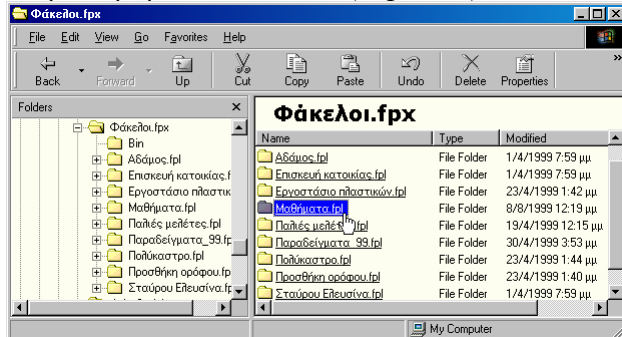 Φάκελοι.fpx
File Edit View Go Favorites Help
Back Forward Up Cut Copy Paste Undo Delete Properties »
Folders ×
Φάκελοι.fpx
Bin
Αδάμος.fpl
Επισκευή κατοικίας.f
Εργοστάσιο πλαστικ
Μαθήματα.fpl
Παλιές μελέτες.fpl
Παραδείγματα_99.fp
Πολύκαστρο.fpl
Προσθήκη ορόφου.fp
Σταύρου Ελευσίνα.fp
Φάκελοι.fpx
Name Type Modified
Αδάμος.fpl File Folder 1/4/1999 7:59 μμ
Επισκευή κατοικίας.fpl File Folder 1/4/1999 7:59 μμ
Εργοστάσιο πλαστικών.fpl File Folder 23/4/1999 1:42 μμ
Μαθήματα.fpl File Folder 8/8/1999 12:19 μμ
Παλιές μελέτες.fpl File Folder 19/4/1999 12:15 μμ
Παραδείγματα_99.fpl File Folder 30/4/1999 3:53 μμ
Πολύκαστρο.fpl File Folder 23/4/1999 1:44 μμ
Προσθήκη ορόφου.fpl File Folder 23/4/1999 1:40 μμ
Σταύρου Ελευσίνα.fpl File Folder 1/4/1999 7:59 μμ
My Computer